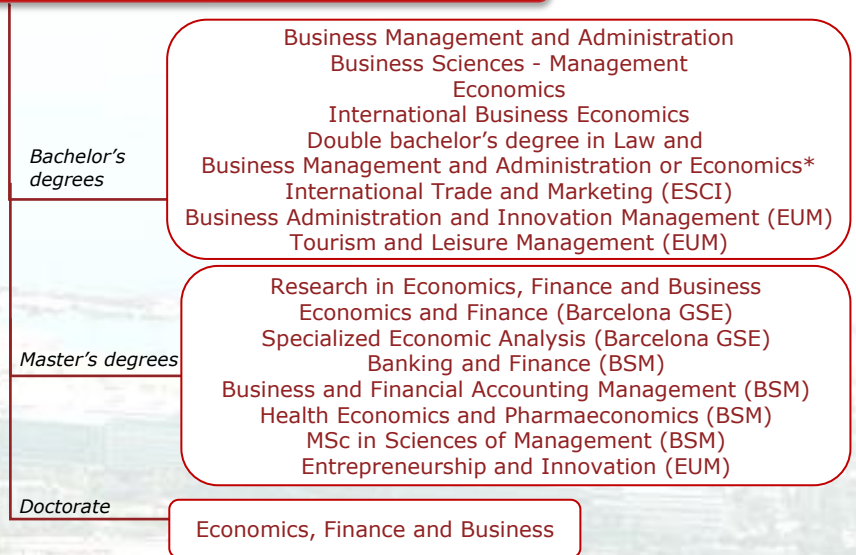 Business Management and Administration
Business Sciences - Management
Economics
International Business Economics
Double bachelor's degree in Law and
Business Management and Administration or Economics*
International Trade and Marketing (ESCI)
Business Administration and Innovation Management (EUM)
Tourism and Leisure Management (EUM)
Bachelor's
degrees
Research in Economics, Finance and Business
Economics and Finance (Barcelona GSE)
Specialized Economic Analysis (Barcelona GSE)
Banking and Finance (BSM)
Business and Financial Accounting Management (BSM)
Health Economics and Pharmaeconomics (BSM)
MSc in Sciences of Management (BSM)
Entrepreneurship and Innovation (EUM)
Master's degrees
Doctorate
Economics, Finance and Business